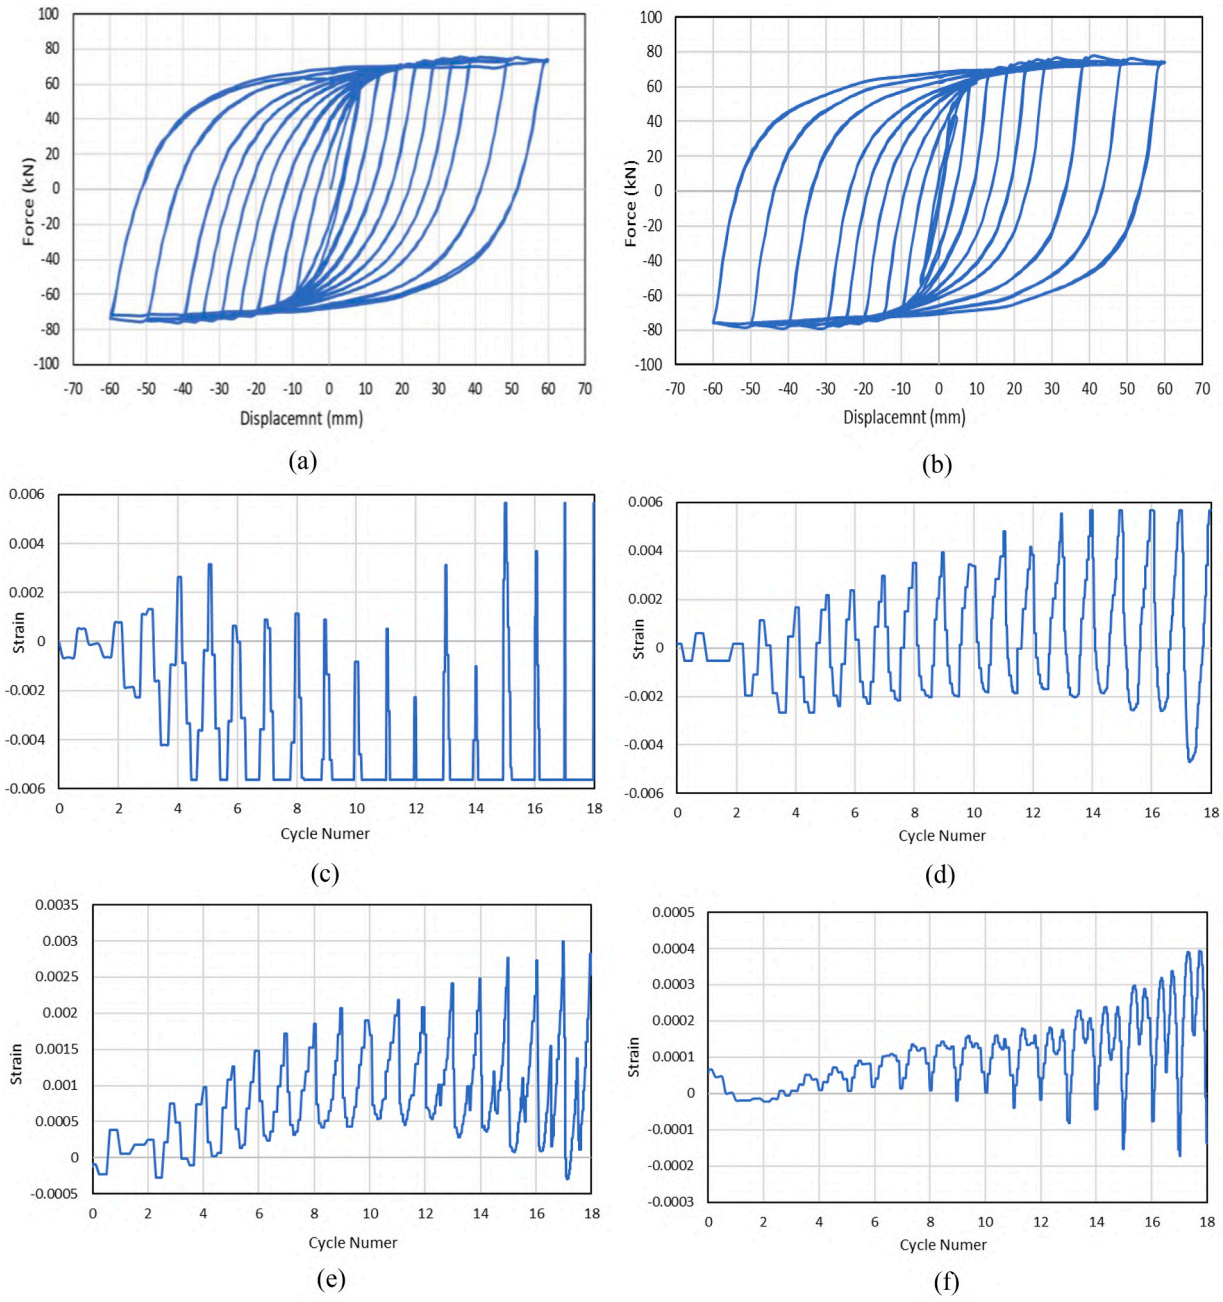 100
80
60
40
20
0
-20
-40
-60
-80
-100
Force (kN)
-70 -60 -50 -40 -30 -20 -10 0 10 20 30 40 50 60 70
Displacemnt (mm)
(a)
100
80
60
40
20
0
-20
-40
-60
-80
-100
Force (kN)
-70 -60 -50 -40 -30 -20 -10 0 10 20 30 40 50 60 70
Displacemnt (mm)
(b)
0.006
0.004
0.002
0
-0.002
-0.004
-0.006
Strain
0 2 4 6 8 10 12 14 16 18
Cycle Numer
(c)
0.006
0.004
0.002
0
-0.002
-0.004
-0.006
Strain
0 2 4 6 8 10 12 14 16 18
Cycle Numer
(d)
0.0035
0.003
0.0025
0.002
0.0015
0.001
0.0005
0
-0.0005
Strain
0 2 4 6 8 10 12 14 16 18
Cycle Numer
(e)
0.0005
0.0004
0.0003
0.0002
0.0001
0
-0.0001
-0.0002
-0.0003
Strain
0 2 4 6 8 10 12 14 16 18
Cycle Numer
(f)